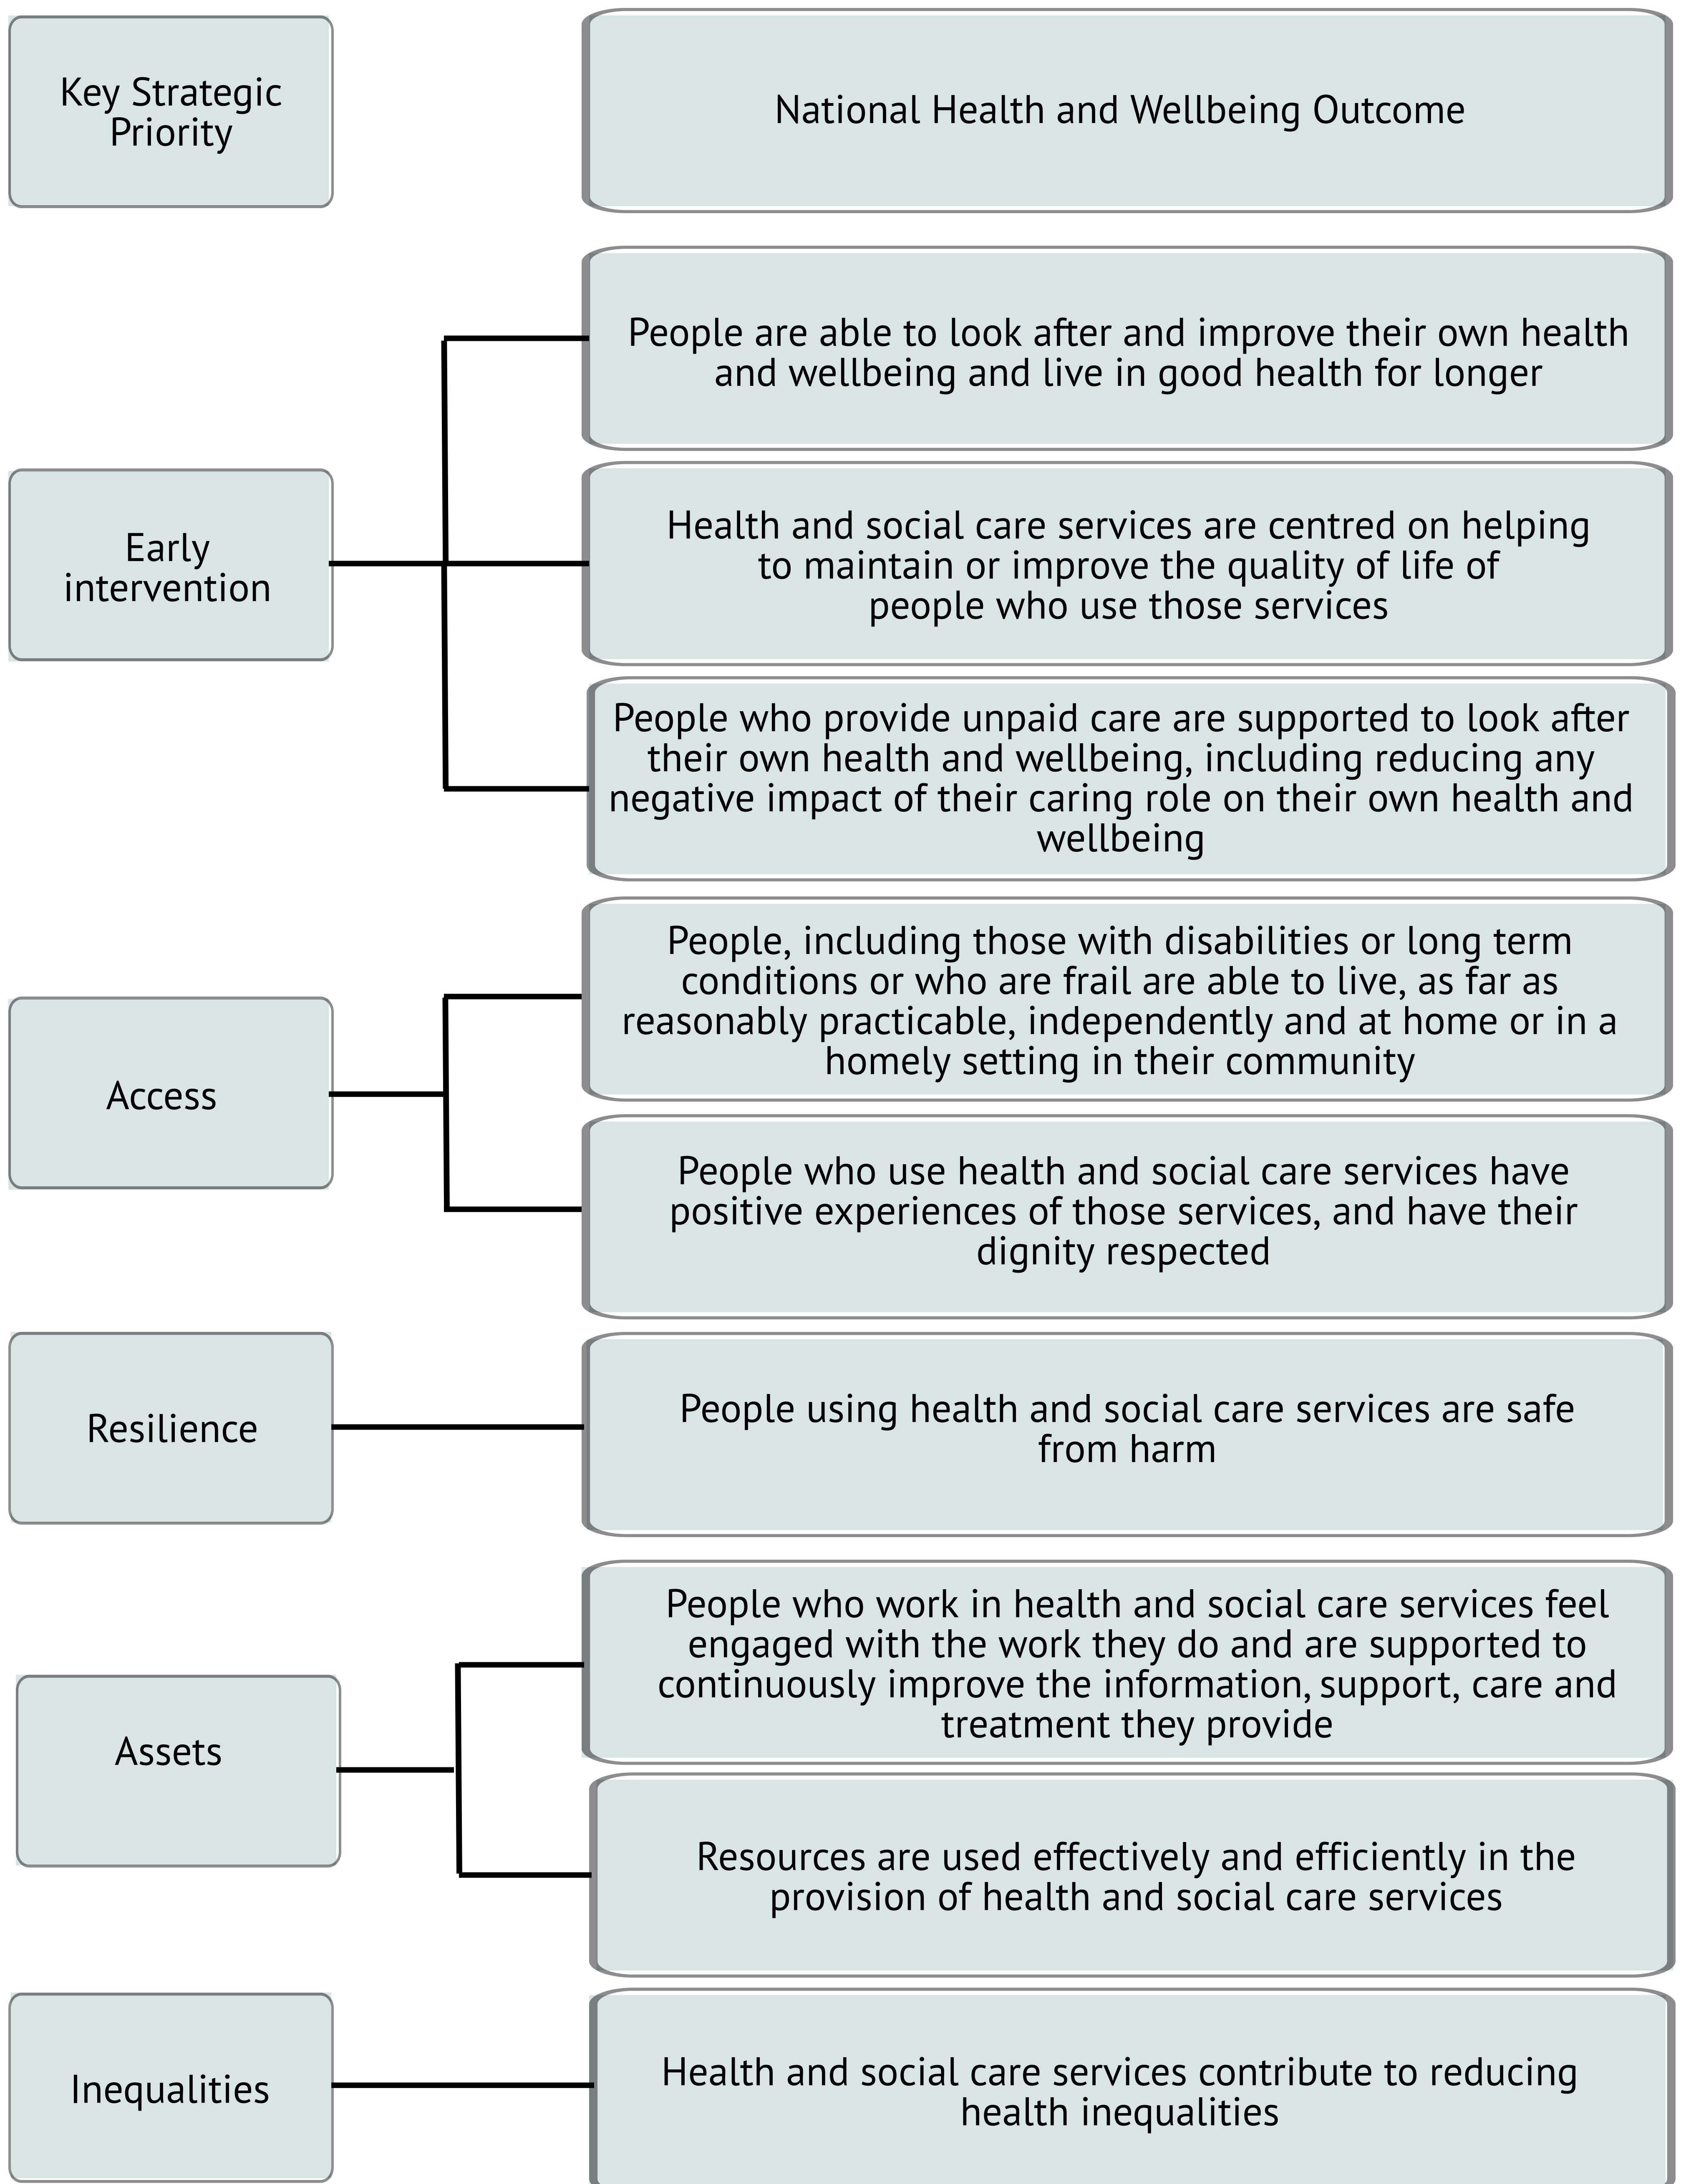 Key Strategic
Priority
National Health and Wellbeing Outcome
People are able to look after and improve their own health
and wellbeing and live in good health for longer
Early
intervention
Health and social care services are centred on helping
to maintain or improve the quality of life of
people who use those services
People who provide unpaid care are supported to look after
their own health and wellbeing, including reducing any
negative impact of their caring role on their own health and
wellbeing
Access
People, including those with disabilities or long term
conditions or who are frail are able to live, as far as
reasonably practicable, independently and at home or in a
homely setting in their community
People who use health and social care services have
positive experiences of those services, and have their
dignity respected
Resilience
People using health and social care services are safe
from harm
Assets
People who work in health and social care services feel
engaged with the work they do and are supported to
continuously improve the information, support, care and
treatment they provide
Resources are used effectively and efficiently in the
provision of health and social care services
Inequalities
Health and social care services contribute to reducing
health inequalities